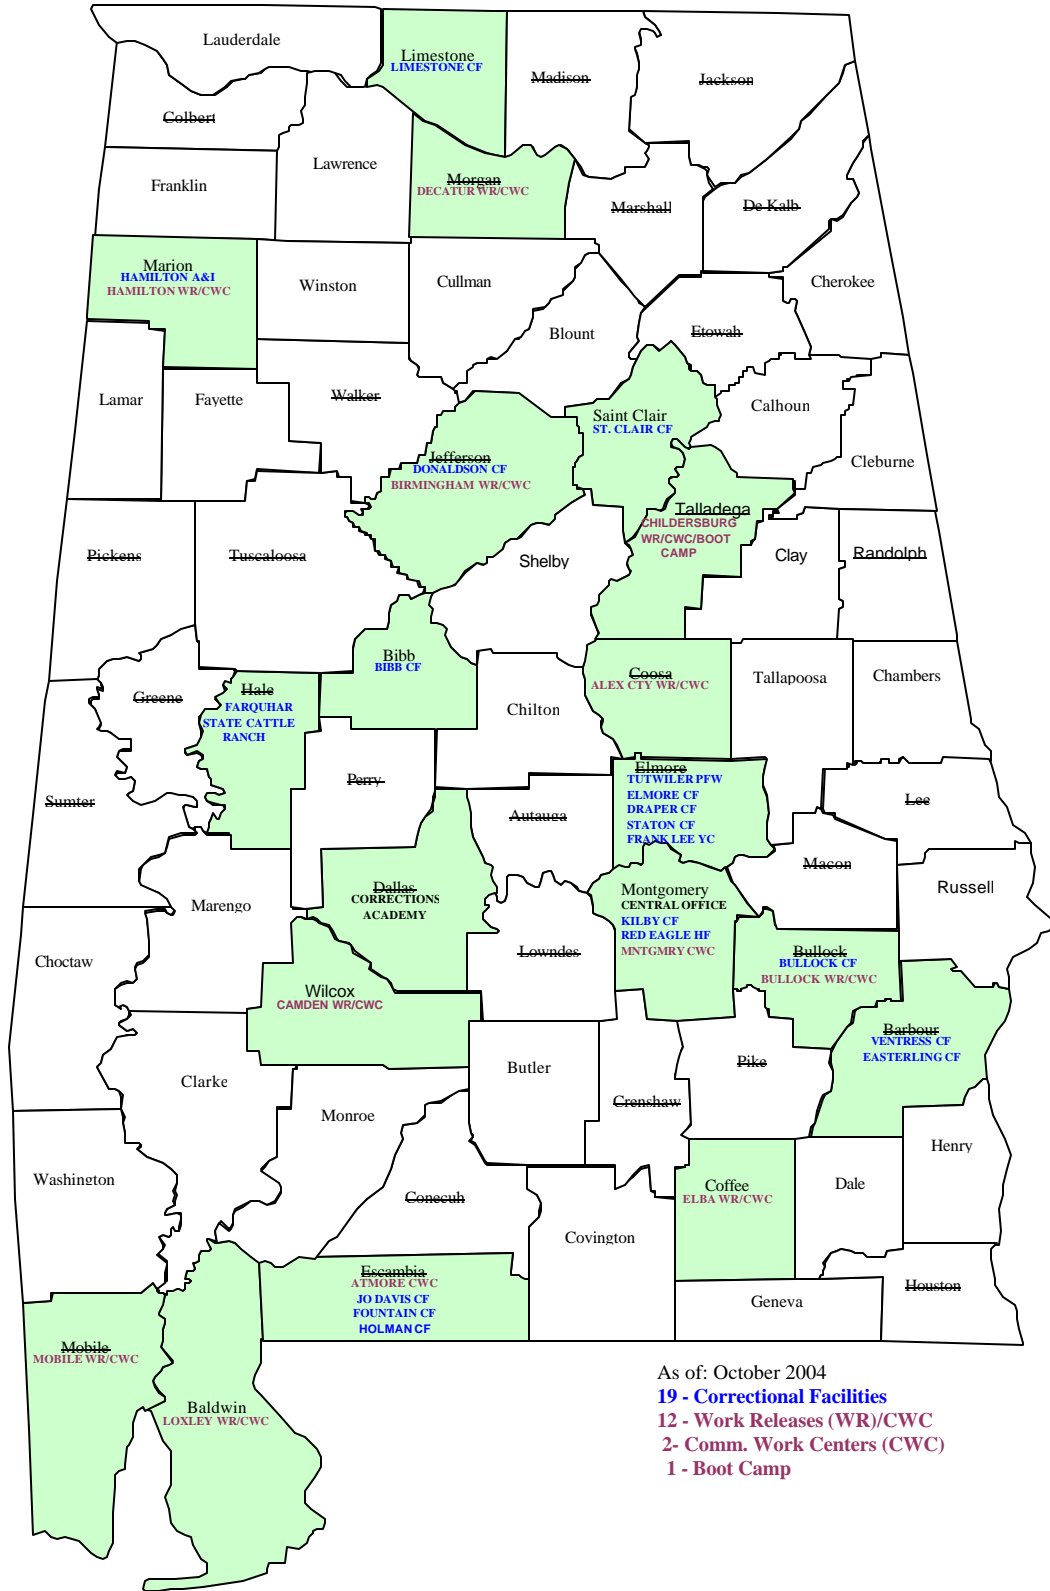 Lauderdale
Limestone
LIMESTONE CF
Madison
Jackson
Colbert
Lawrence
Franklin
Morgan
DECATUR WR/CWC
Marshall
De Kalb
Marion
HAMILTON A&I
HAMILTON WR/CWC
Winston
Cullman
Cherokee
Blount
Etowah
Lamar
Fayette
Walker
Saint Clair
ST. CLAIR CF
Calhoun
Cleburne
Jefferson
DONALDSON CF
BIRMINGHAM WR/CWC
Talladega
CHILDERSBURG
WR/CWC/BOOT
CAMP
Pickens
Tuscaloosa
Shelby
Clay
Randolph
Bibb
BIBB CF
Coosa
ALEX CTY WR/CWC
Tallapoosa
Chambers
Greene
Hale
FARQUHAR
STATE CATTLE
RANCH
Chilton
Perry
Elmore
TUTWILER PFW
ELMORE CF
DRAPER CF
STATON CF
FRANK LEE YC
Sumter
Autauga
Lee
Macon
Dallas
CORRECTIONS
ACADEMY
Montgomery
CENTRAL OFFICE
KILBY CF
RED EAGLE HF
MNTGMRY CWC
Russell
Marengo
Choctaw
Lowndes
Bullock
BULLOCK CF
BULLOCK WR/CWC
Wilcox
CAMDEN WR/CWC
Barbour
VENTRESS CF
EASTERLING CF
Clarke
Butler
Pike
Monroe
Crenshaw
Henry
Washington
Conecuh
Coffee
ELBA WR/CWC
Dale
Covington
Escambia
ATMORE CWC
JO DAVIS CF
FOUNTAIN CF
HOLMAN CF
Geneva
Houston
Mobile
MOBILE WR/CWC
Baldwin
LOXLEY WR/CWC
As of: October 2004
19 - Correctional Facilities
12 - Work Releases (WR)/CWC
2- Comm. Work Centers (CWC)
1 - Boot Camp